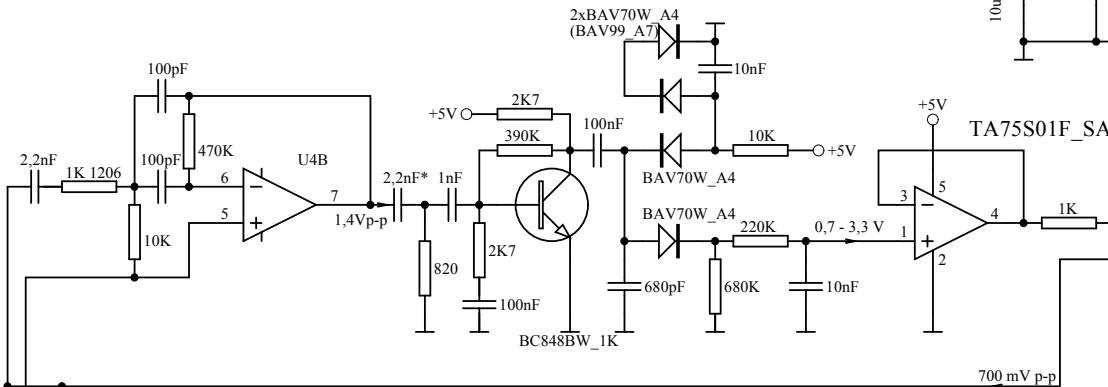 2xBAV70W_A4
(BAV99_A7)
10u
100pF
10nF
+5V
2K7
+5V
390K
100nF
TA75S01F_SA
470K
U4B
10K
+5V
2,2nF
1K 1206
100pF
6
7
2,2nF*
1nF
BAV70W_A4
5
3
5
4
1K
5
1,4Vp-p
BAV70W_A4
220K
0,7 - 3,3 V
1
10K
2K7
820
2
680pF
680K
10nF
100nF
BC848BW_1K
700 mV p-p